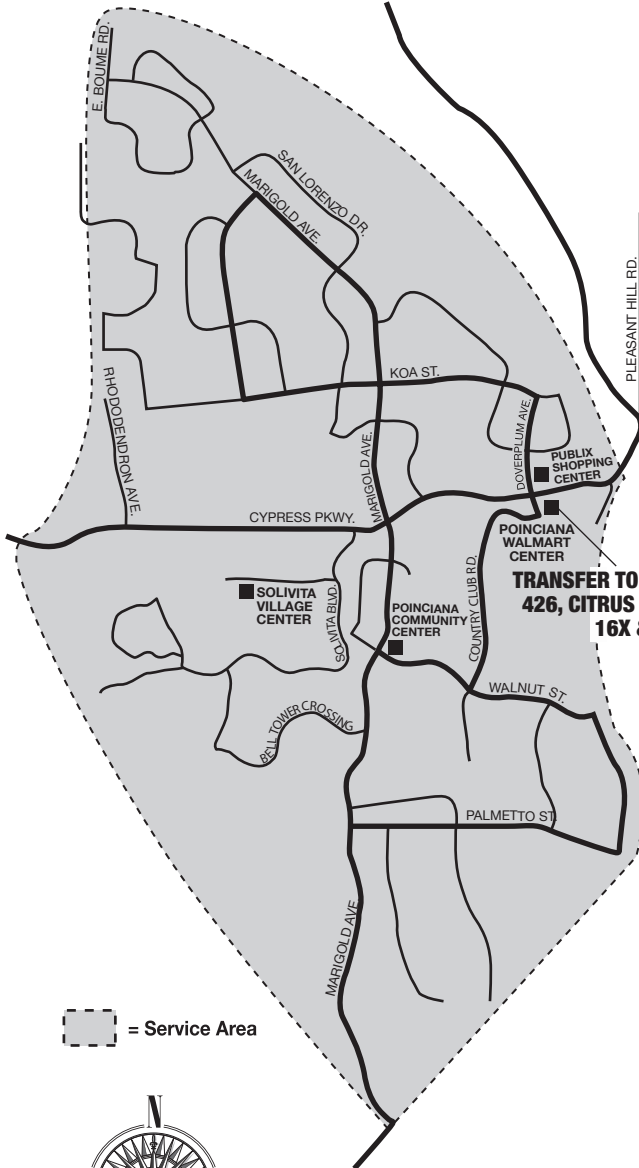 E. BOUME RD.
SAN LORENZO DR.
MARIGOLD AVE.
PLEASANT HILL RD.
KOA ST.
RHODODENDRON AVE.
DOVERPLUM AVE.
MARIGOLD AVE.
PUBLIX
SHOPPING
CENTER
CYPRESS PKWY.
POINCIANA
WALMART
CENTER
TRANSFER TO
426, CITRUS
16X &
SOLIVITA
VILLAGE
CENTER
SOLIVITA BLVD.
POINCIANA
COMMUNITY
CENTER
COUNTRY CLUB RD.
WALNUT ST.
BELL TOWER CROSSING
PALMETTO ST.
MARIGOLD AVE.
= Service Area
N